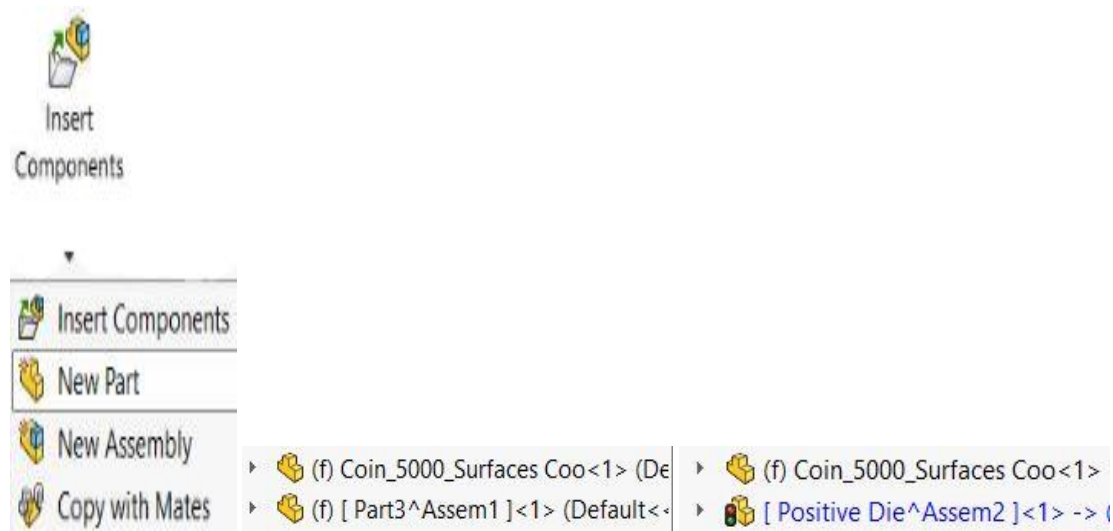 Insert
Components
Insert Components
New Part
New Assembly
Copy with Mates
(f) Coin_5000_Surfaces Coo<1> (De
(f) [ Part3^Assem1 ]<1> (Default<
(f) Coin_5000_Surfaces Coo<1>
[ Positive Die^Assem2 ]<1> -> (